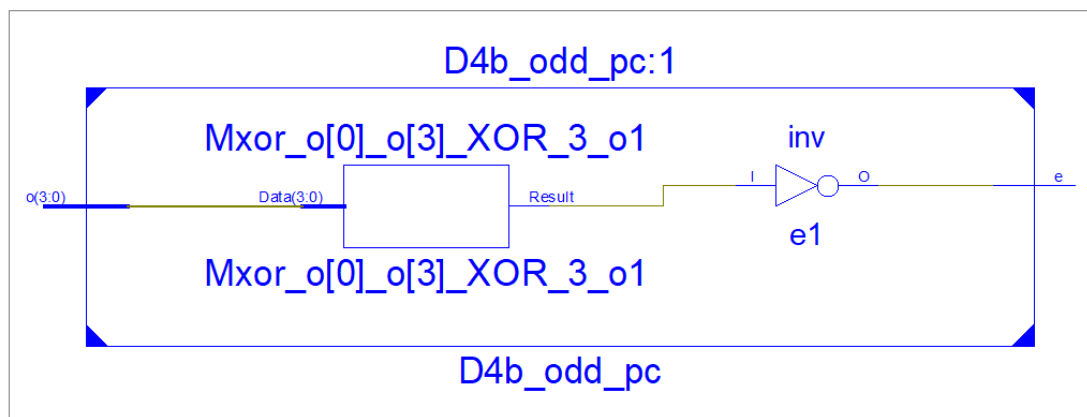 D4b_odd_pc:1
Mxor_o[0]_o[3]_XOR_3_o1
inv
o(3:0)
Data(3:0)
Result
I
O
e
e1
Mxor_o[0]_o[3]_XOR_3_o1
D4b_odd_pc